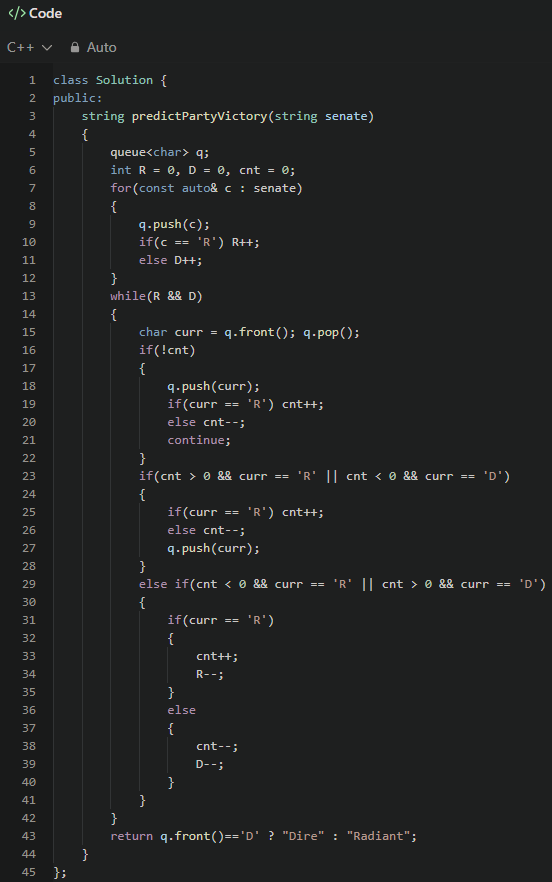 </> Code
C++ Auto
1 class Solution {
2 public:
3     string predictPartyVictory(string senate)
4     {
5         queue<char> q;
6         int R = 0, D = 0, cnt = 0;
7         for(const auto& c : senate)
8         {
9             q.push(c);
10             if(c == 'R') R++;
11             else D++;
12         }
13         while(R && D)
14         {
15             char curr = q.front(); q.pop();
16             if(!cnt)
17             {
18                 q.push(curr);
19                 if(curr == 'R') cnt++;
20                 else cnt--;
21                 continue;
22             }
23             if(cnt > 0 && curr == 'R' || cnt < 0 && curr == 'D')
24             {
25                 if(curr == 'R') cnt++;
26                 else cnt--;
27                 q.push(curr);
28             }
29             else if(cnt < 0 && curr == 'R' || cnt > 0 && curr == 'D')
30             {
31                 if(curr == 'R')
32                 {
33                     cnt++;
34                     R--;
35                 }
36                 else
37                 {
38                     cnt--;
39                     D--;
40                 }
41             }
42         }
43         return q.front()=='D' ? "Dire" : "Radiant";
44     }
45 };